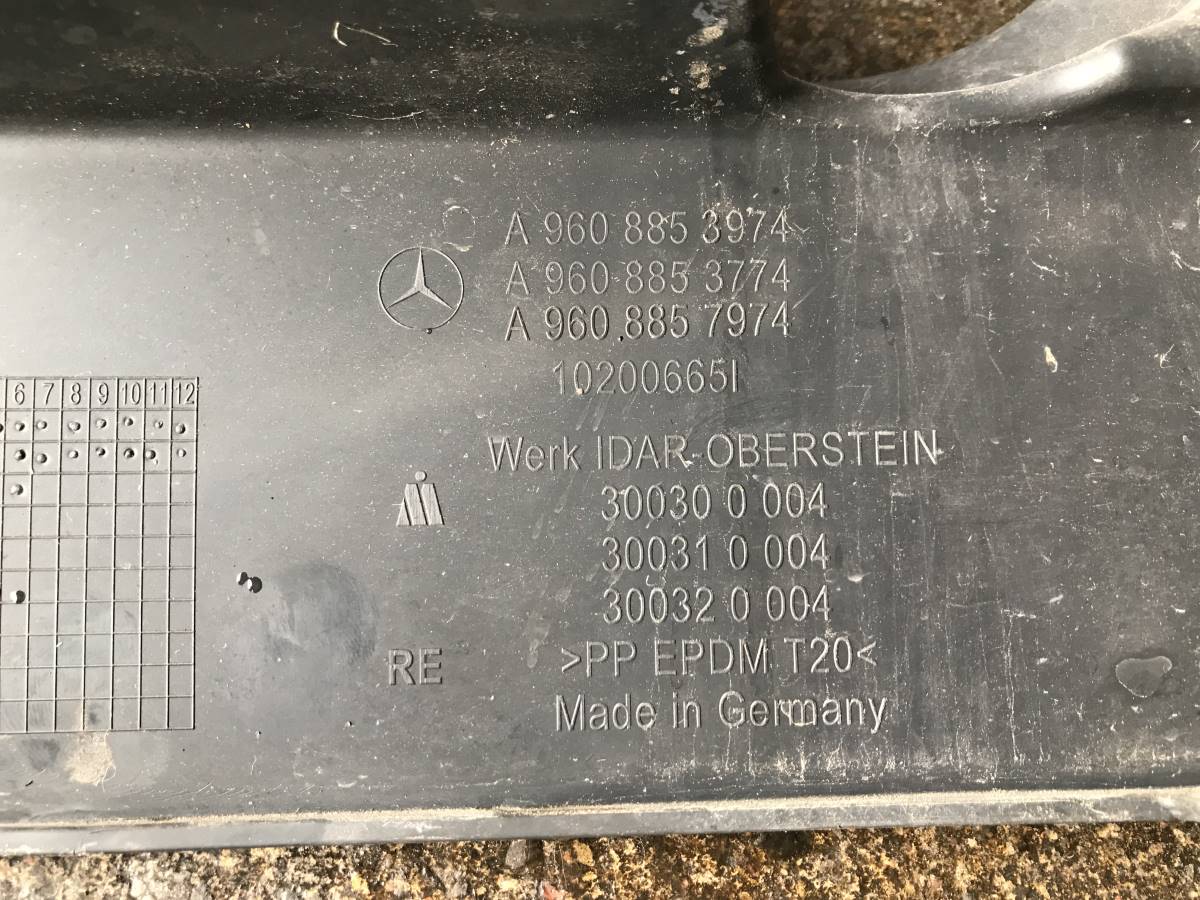 A 960 885 3974
A 960 885 3774
A 960 885 7974
10200665I
6 7 8 9 10 11 12
Werk IDAR-OBERSTEIN
30030 0 004
30031 0 004
30032 0 004
RE >PP EPDM T20<
Made in Germany